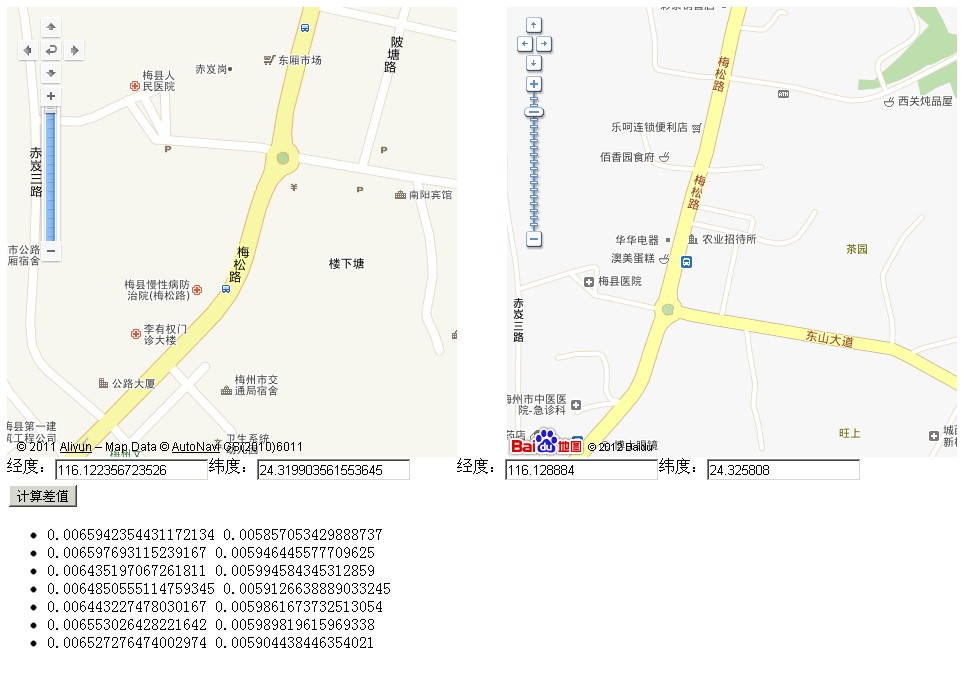 陂塘路
东厢市场
赤岌岗
梅县人
民医院
P
P
赤岌三路
¥
P
南阳宾馆
市公路
厢宿舍
梅松路
楼下塘
梅县慢性病防
治院(梅松路)
李有权门
诊大楼
公路大厦
梅州市交
通局宿舍
梅县第一建
筑工程公司
卫生系统
© 2011 Aliyun – Map Data © AutoNavi GS(2010)6011
梅松路
ATM
西关炖品屋
乐呵连锁便利店
佰香园食府
梅松路
华华电器
农业招待所
澳美蛋糕
茶园
梅县医院
赤岌三路
东山大道
梅州市中医医
院-急诊科
药店
旺上
Baidu地图
© 2012 Baidu
经度: 116.122356723526 纬度: 24.319903561553645
经度: 116.128884 纬度: 24.325808
计算差值
0.0065942354431172134 0.005857053429888737
0.006597693115239167 0.005946445577709625
0.006435197067261811 0.005994584345312859
0.0064850555114759345 0.0059126638889033245
0.006443227478030167 0.0059861673732513054
0.006553026428221642 0.005989819615969338
0.006527276474002974 0.005904438446354021